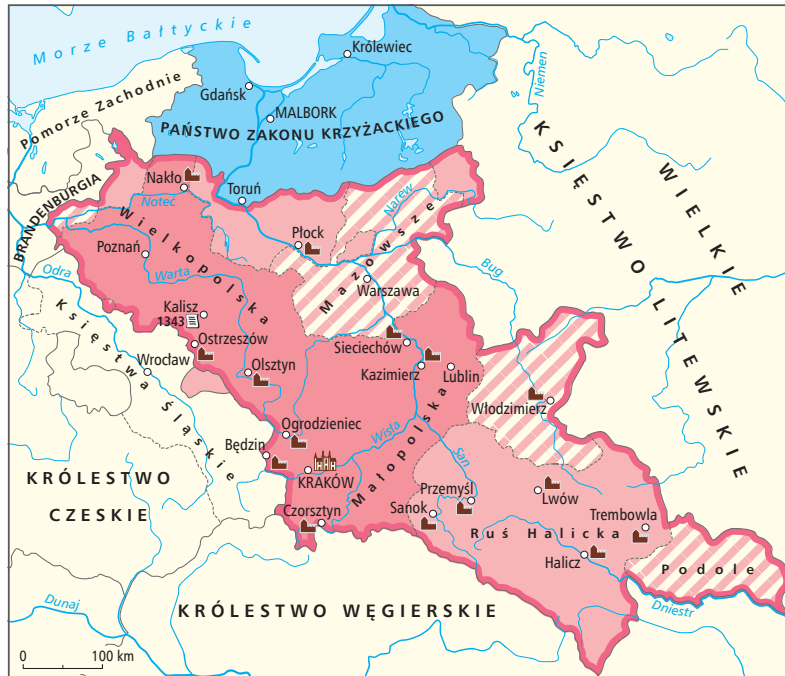 Morze Bałtyckie
Królewiec
Niemen
Gdańsk
MALBORK
Pomorze Zachodnie
PAŃSTWO ZAKONU KRZYŻACKIEGO
KSIĘSTWO LITEWSKIE
WIELKIE
Nakło
Toruń
BRANDENBURGIA
Noteć
Narew
Wielkopolska
Płock
Mazowsze
Poznań
Bug
Odra
Warta
Warszawa
Kalisz
1343
Księstwa Śląskie
Ostrzeszów
Sieciechów
Wrocław
Olsztyn
Kazimierz
Lublin
Włodzimierz
Ogrodzieniec
Wisła
Małopolska
Będzin
San
KRÓLESTWO
CZESKIE
KRAKÓW
Przemyśl
Lwów
Sanok
Trembowla
Czorsztyn
Ruś Halicka
Halicz
Podole
Dunaj
KRÓLESTWO WĘGIERSKIE
Dniestr
0 100 km